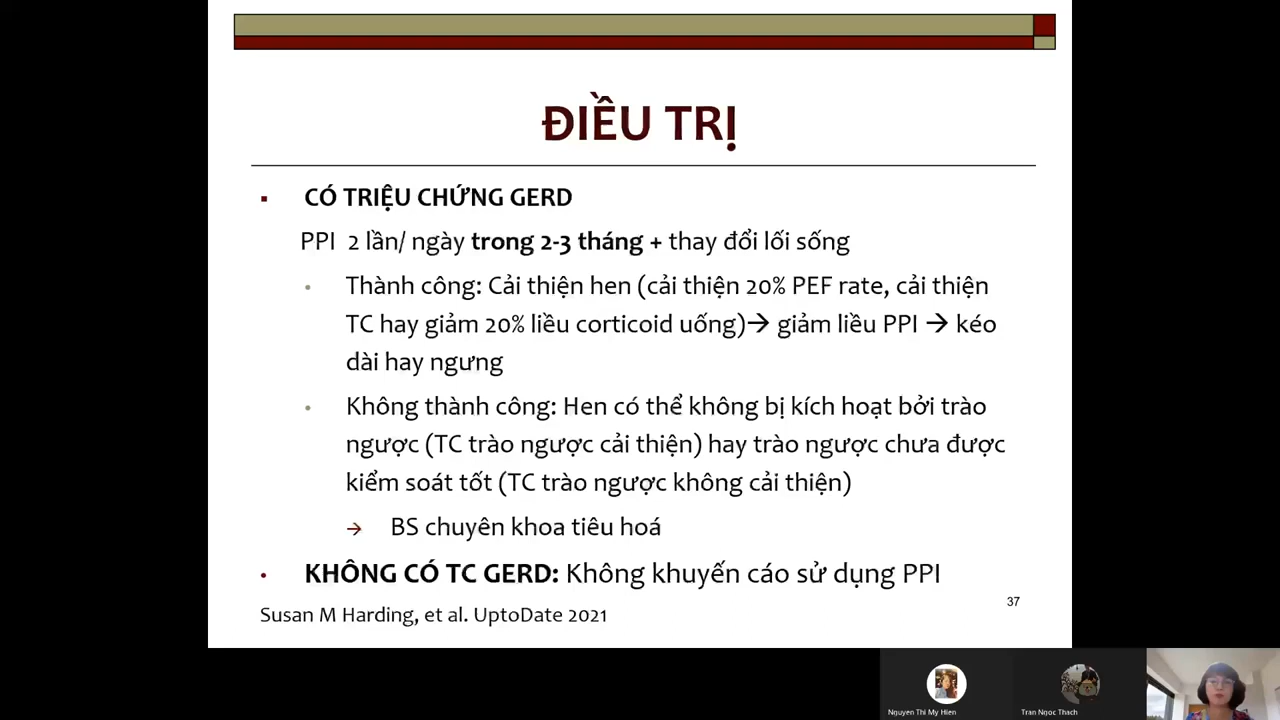 ĐIỀU TRỊ
▪ CÓ TRIỆU CHỨNG GERD
PPI 2 lần/ ngày trong 2-3 tháng + thay đổi lối sống
• Thành công: Cải thiện hen (cải thiện 20% PEF rate, cải thiện
TC hay giảm 20% liều corticoid uống)→ giảm liều PPI → kéo
dài hay ngưng
• Không thành công: Hen có thể không bị kích hoạt bởi trào
ngược (TC trào ngược cải thiện) hay trào ngược chưa được
kiểm soát tốt (TC trào ngược không cải thiện)
→ BS chuyên khoa tiêu hoá
• KHÔNG CÓ TC GERD: Không khuyến cáo sử dụng PPI
37
Susan M Harding, et al. UptoDate 2021
Nguyen Thi My Hien
Tran Ngoc Thach